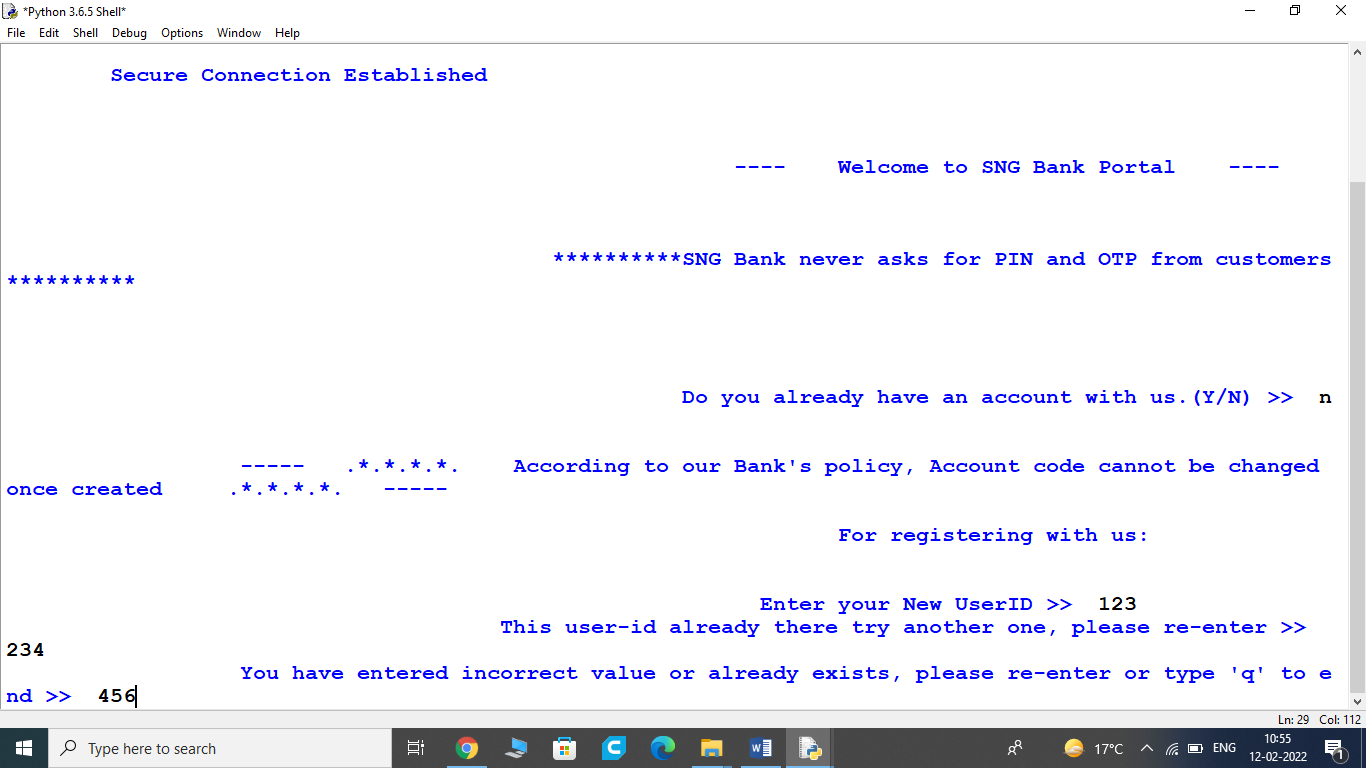 *Python 3.6.5 Shell*
File Edit Shell Debug Options Window Help
Secure Connection Established
---- Welcome to SNG Bank Portal ----
**********SNG Bank never asks for PIN and OTP from customers
**********
Do you already have an account with us.(Y/N) >> n
----- .*.*.*.*. According to our Bank's policy, Account code cannot be changed
once created .*.*.*.*. -----
For registering with us:
Enter your New UserID >> 123
This user-id already there try another one, please re-enter >>
234
You have entered incorrect value or already exists, please re-enter or type 'q' to e
nd >> 456
Ln: 29 Col: 112
Type here to search
17°C
ENG
10:55
12-02-2022
1